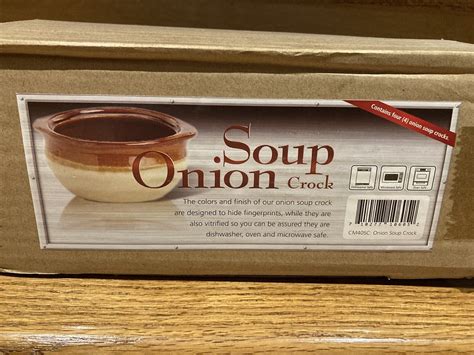 Contains four (4) onion soup crocks
Soup
Onion Crock
The colors and finish of our onion soup crock
are designed to hide fingerprints, while they are
also vitrified so you can be assured they are
dishwasher, oven and microwave safe.
CM40SC: Onion Soup Crock